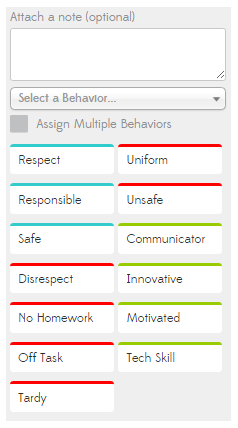 Attach a note (optional)
Select a Behavior...
Assign Multiple Behaviors
Respect
Uniform
Responsible
Unsafe
Safe
Communicator
Disrespect
Innovative
No Homework
Motivated
Off Task
Tech Skill
Tardy